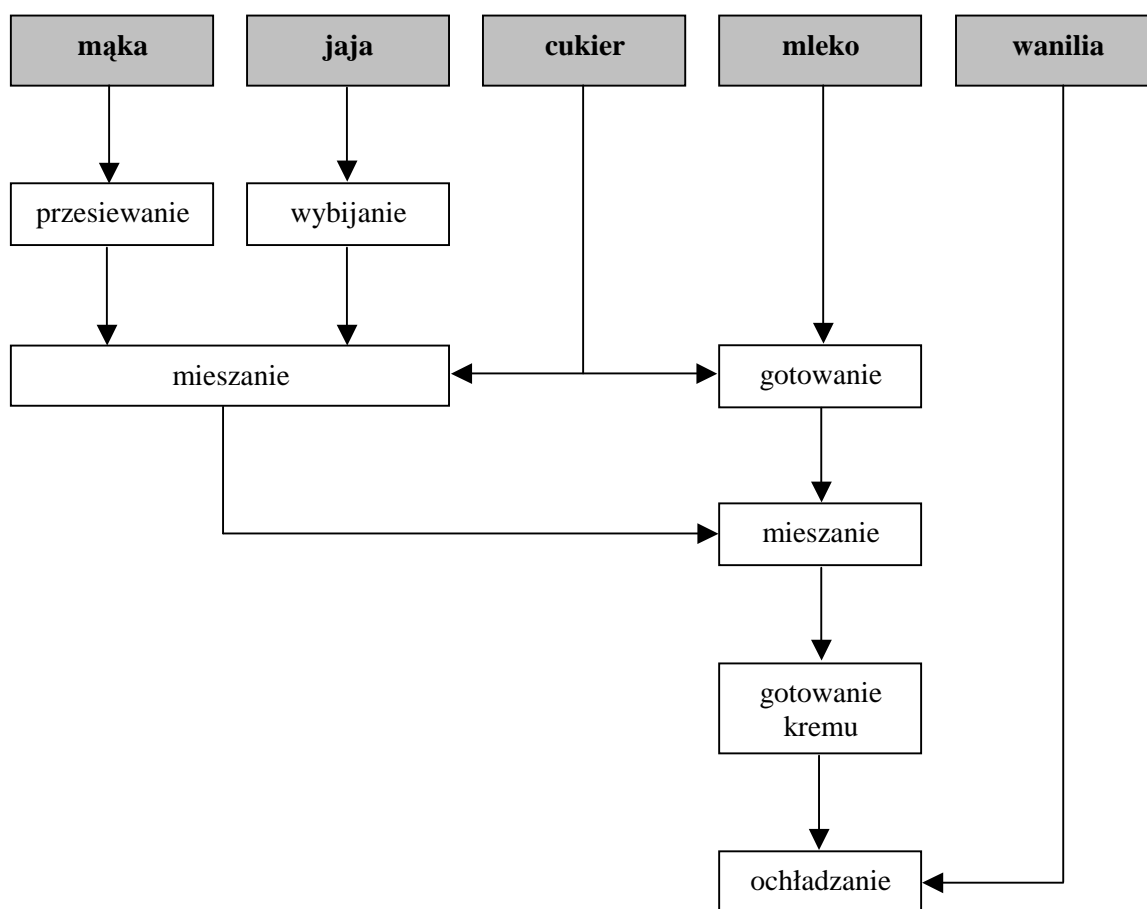 mąka
jaja
cukier
mleko
wanilia
przesiewanie
wybijanie
mieszanie
gotowanie
mieszanie
gotowanie
kremu
ochładzanie